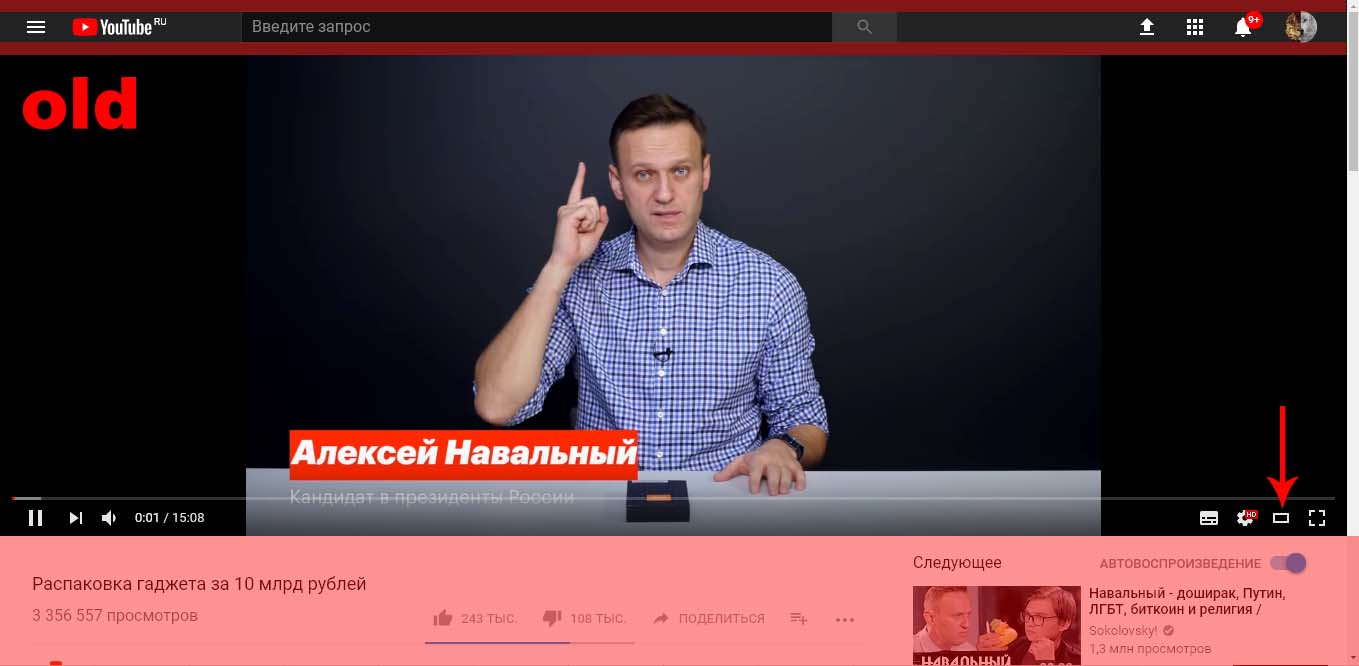 YouTube RU
Введите запрос
9+
old
Алексей Навальный
Кандидат в президенты России
0:01 / 15:08
HD
Распаковка гаджета за 10 млрд рублей
3 356 557 просмотров
243 ТЫС.
108 ТЫС.
ПОДЕЛИТЬСЯ
Следующее
АВТОВОСПРОИЗВЕДЕНИЕ
НАВАЛЬНЫЙ
Навальный - доширак, Путин,
ЛГБТ, биткоин и религия /
Sokolovsky!
1,3 млн просмотров